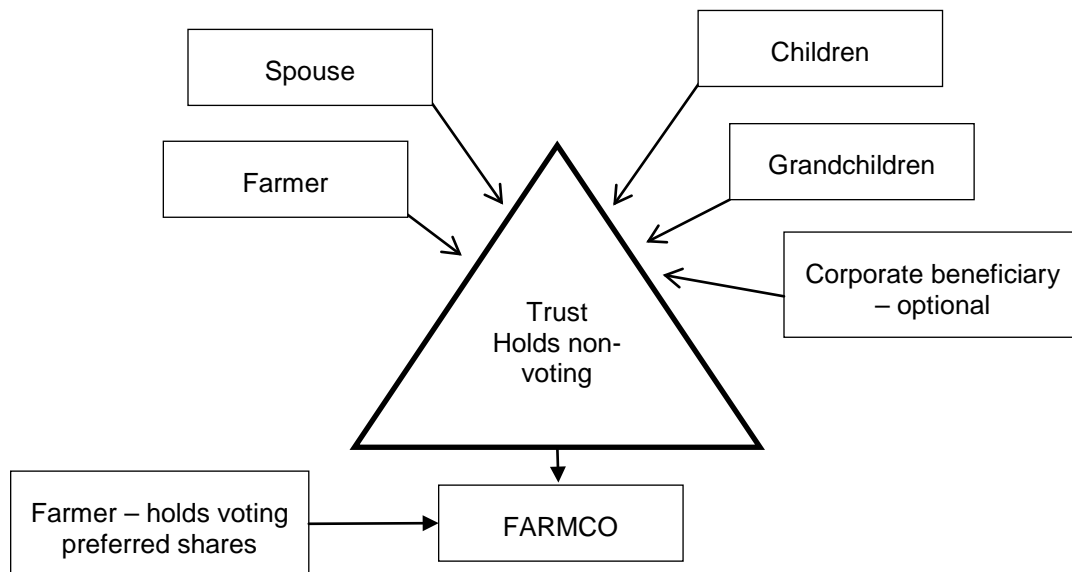 Spouse
Children
Farmer
Grandchildren
Corporate beneficiary
– optional
Trust
Holds non-
voting
Farmer – holds voting
preferred shares
FARMCO